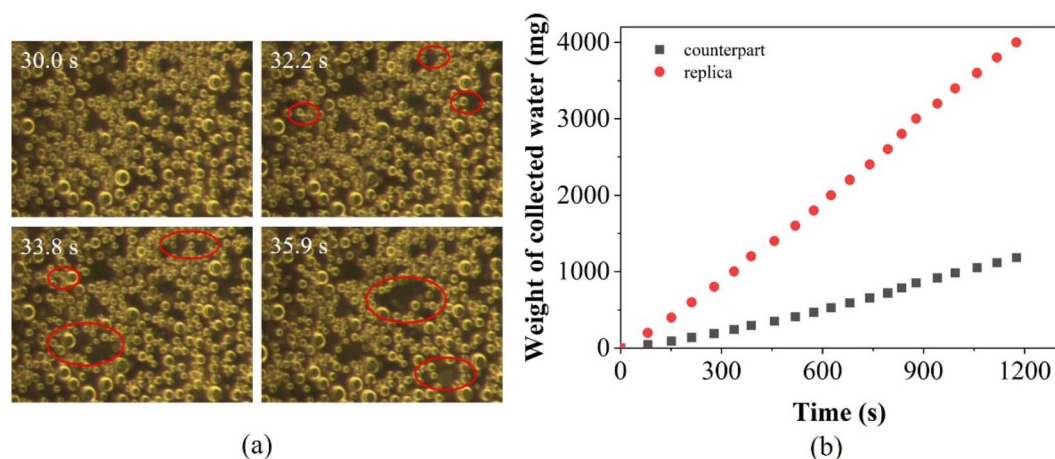 30.0 s
32.2 s
33.8 s
35.9 s
(a)
Weight of collected water (mg)
4000
3000
2000
1000
0
counterpart
replica
0
300
600
900
1200
Time (s)
(b)